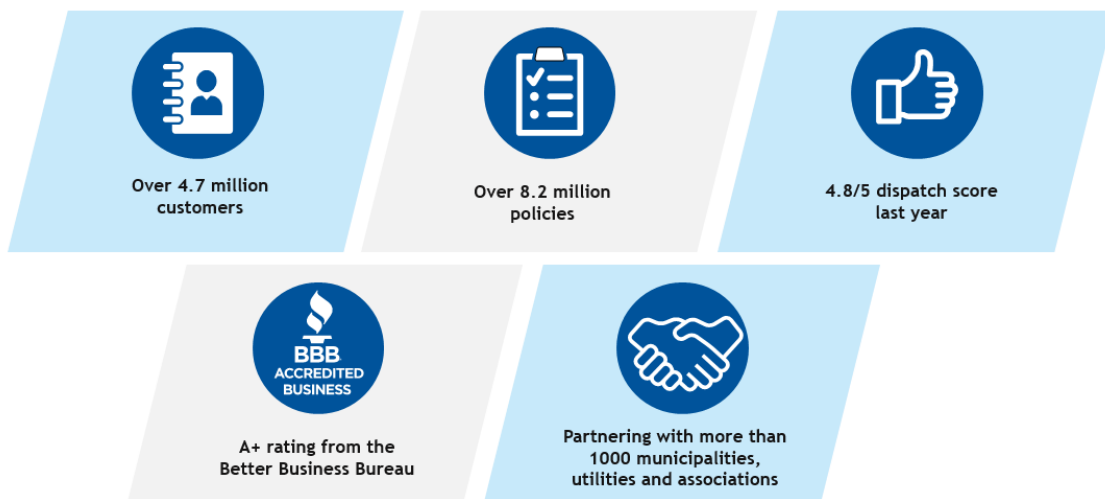 Over 4.7 million
customers
Over 8.2 million
policies
4.8/5 dispatch score
last year
BBB
ACCREDITED
BUSINESS
A+ rating from the
Better Business Bureau
Partnering with more than
1000 municipalities,
utilities and associations